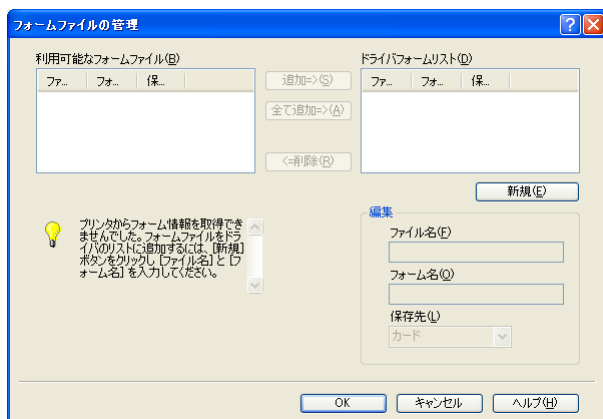 フォームファイルの管理
利用可能なフォームファイル(B)
ファ... フォ... 保...
追加=>(S)
全て追加=>(A)
<=削除(R)
ドライバフォームリスト(D)
ファ... フォ... 保...
新規(E)
プリンタからフォーム情報を取得で
きませんでした。フォームファイルをドラ
イバのリストに追加するには、[新規]
ボタンをクリックし [ファイル名] と [フ
ォーム名] を入力してください。
編集
ファイル名(F)
フォーム名(O)
保存先(L)
カード
OK
キャンセル
ヘルプ(H)